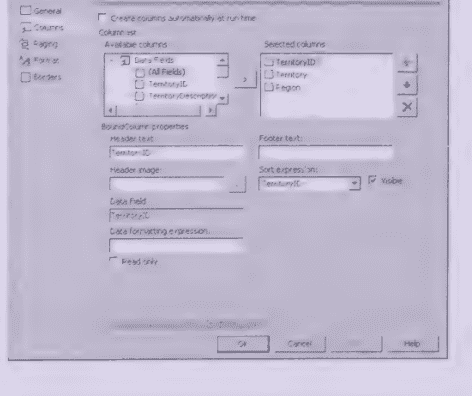 General
Columns
Paging
Format
Borders
Create columns automatically at run time
Column list
Available columns
Selected columns
Data Fields
(All Fields)
TerritoryID
TerritoryDescription
TerritoryID
Territory
Region
BoundColumn properties
Header text:
Footer text:
TerritoryID
Header image:
Sort expression:
TerritoryID
Visible
Data Field
TerritoryID
Data formatting expression:
Read only
OK
Cancel
Help